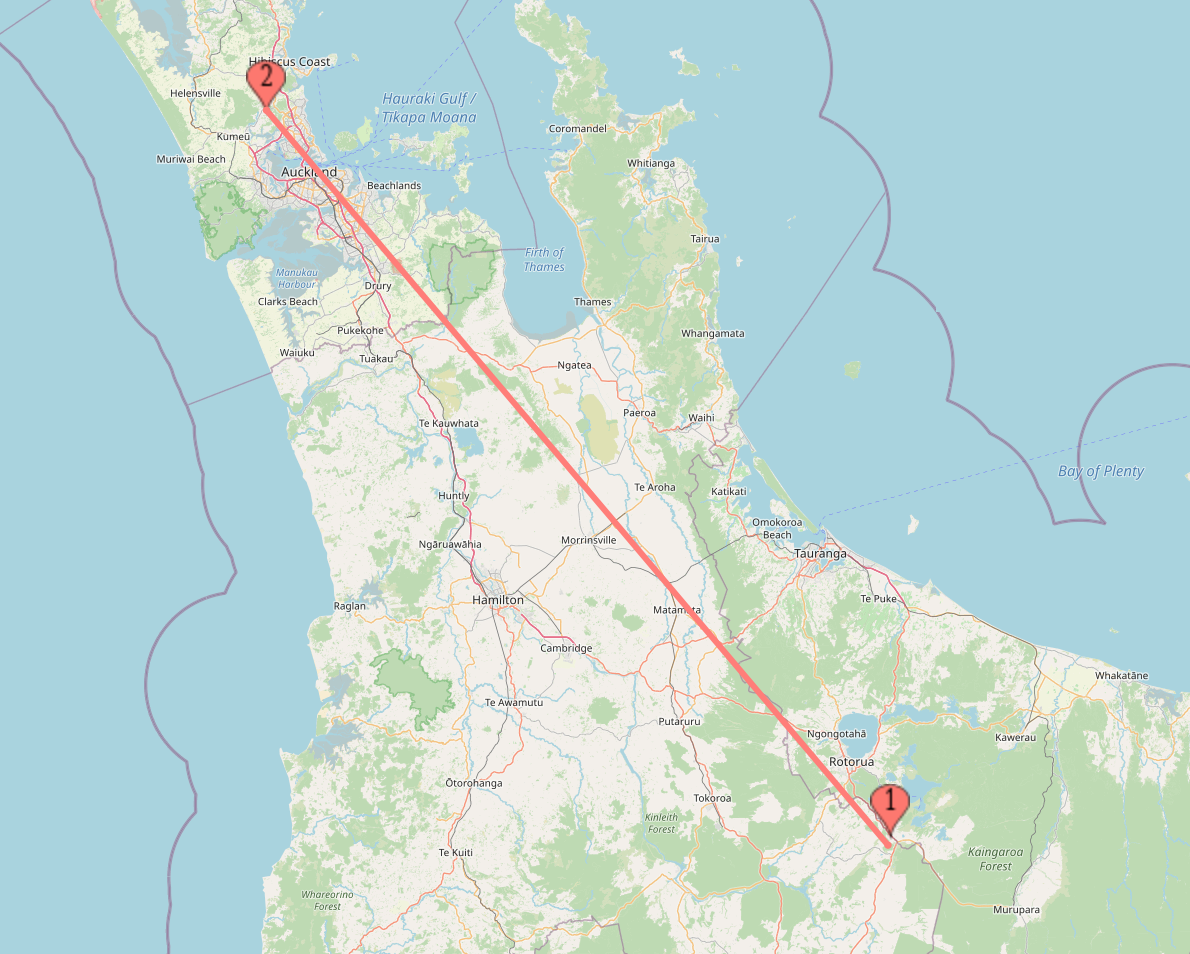 2
Hibiscus Coast
Helensville
Hauraki Gulf /
Tīkapa Moana
Kumeū
Coromandel
Muriwai Beach
Whitianga
Auckland
Beachlands
Tairua
Firth of
Thames
Manukau
Harbour
Drury
Clarks Beach
Thames
Pukekohe
Whangamata
Waiuku
Tuakau
Ngatea
Paeroa
Waihi
Te Kauwhata
Bay of Plenty
Te Aroha
Katikati
Huntly
Omokoroa
Beach
Ngāruawāhia
Morrinsville
Tauranga
Hamilton
Te Puke
Raglan
Matamata
Cambridge
Whakatāne
Te Awamutu
Putaruru
Ngongotahā
Kawerau
Rotorua
Ōtorohanga
Tokoroa
1
Kinleith
Forest
Te Kuiti
Kaingaroa
Forest
Whareorino
Forest
Murupara